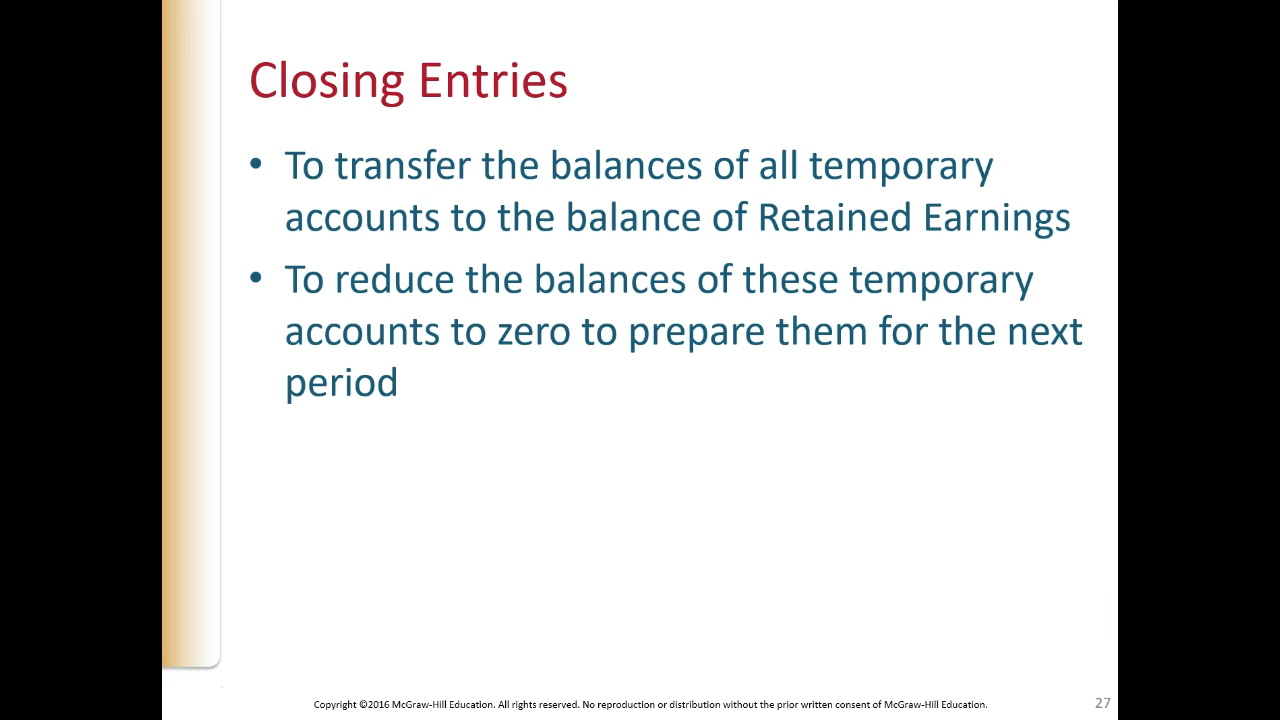 Closing Entries
• To transfer the balances of all temporary
accounts to the balance of Retained Earnings
• To reduce the balances of these temporary
accounts to zero to prepare them for the next
period
Copyright ©2016 McGraw-Hill Education. All rights reserved. No reproduction or distribution without the prior written consent of McGraw-Hill Education.
27